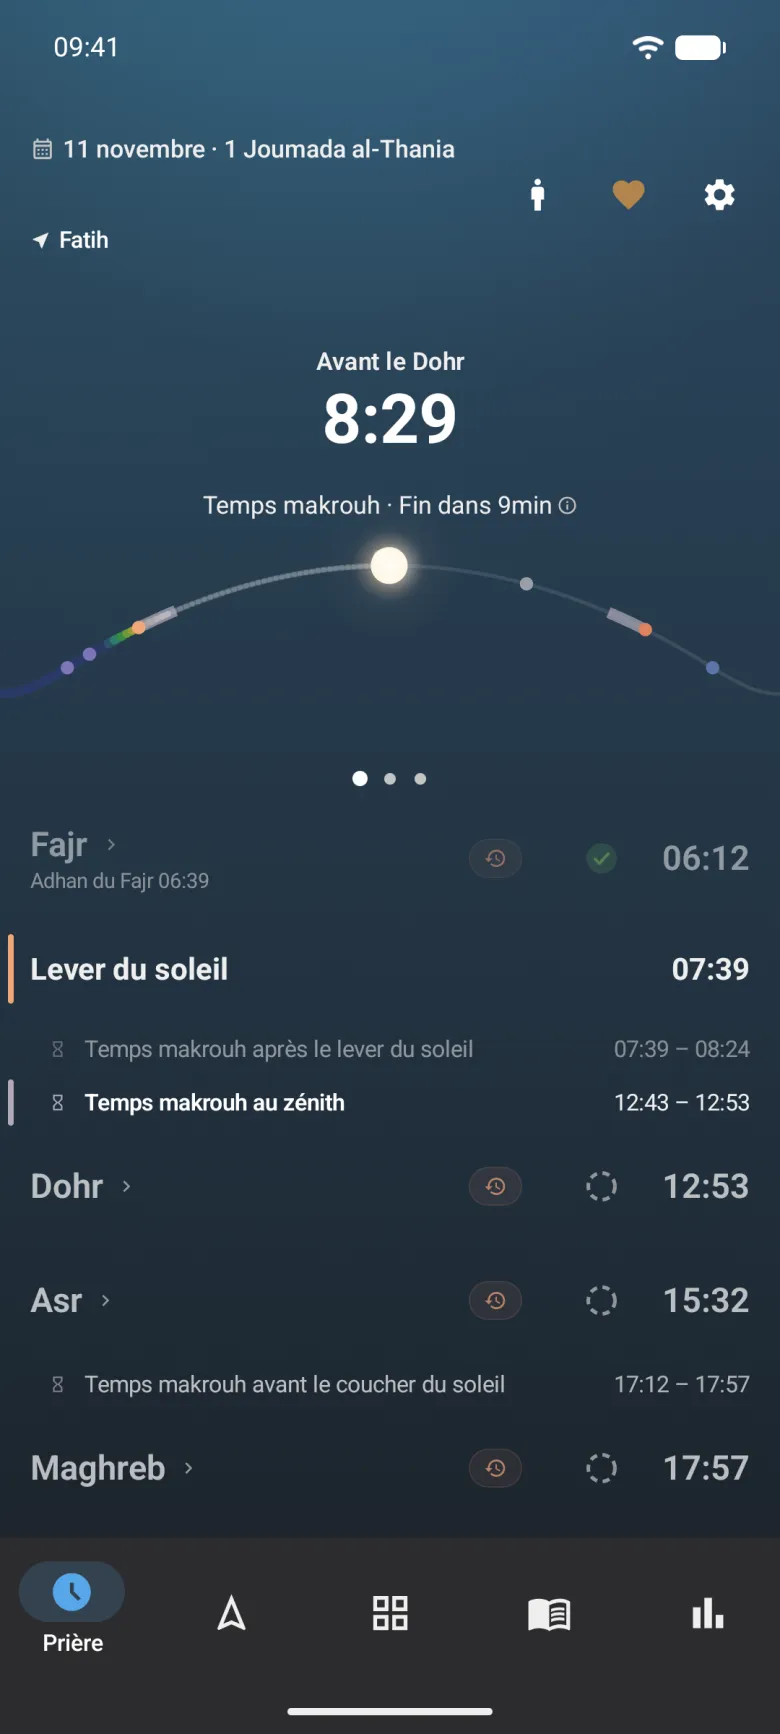 09:41
11 novembre · 1 Joumada al-Thania
Fatih
Avant le Dohr
8:29
Temps makrouh · Fin dans 9min
Fajr
06:12
Adhan du Fajr 06:39
Lever du soleil 07:39
Temps makrouh après le lever du soleil 07:39 – 08:24
Temps makrouh au zénith 12:43 – 12:53
Dohr 12:53
Asr 15:32
Temps makrouh avant le coucher du soleil 17:12 – 17:57
Maghreb 17:57
Prière